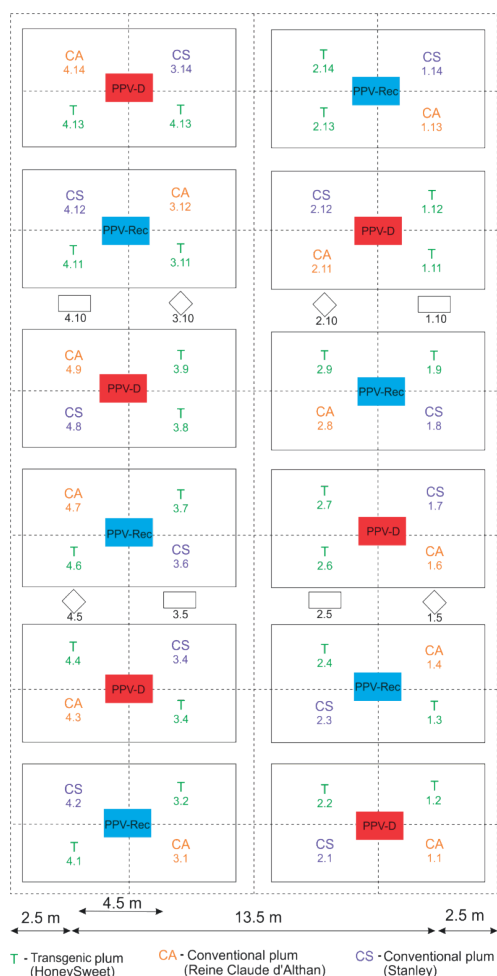 CA CS T CS
4.14 3.14 2.14 1.14
PPV-D PPV-Rec
T T T CA
4.13 4.13 2.13 1.13
CS CA CS T
4.12 3.12 2.12 1.12
PPV-Rec PPV-D
T T CA T
4.11 3.11 2.11 1.11
4.10 3.10 2.10 1.10
CA T T T
4.9 3.9 2.9 1.9
PPV-D PPV-Rec
CS T CA CS
4.8 3.8 2.8 1.8
CA T T CS
4.7 3.7 2.7 1.7
PPV-Rec PPV-D
T CS T CA
4.6 3.6 2.6 1.6
4.5 3.5 2.5 1.5
T CS T CA
4.4 3.4 2.4 1.4
PPV-D PPV-Rec
CA T CS T
4.3 3.4 2.3 1.3
CS T T T
4.2 3.2 2.2 1.2
PPV-Rec PPV-D
T CA CS CA
4.1 3.1 2.1 1.1
4.5 m
2.5 m 13.5 m 2.5 m
T - Transgenic plum CA - Conventional plum CS - Conventional plum
(HoneySweet) (Reine Claude d'Althan) (Stanley)